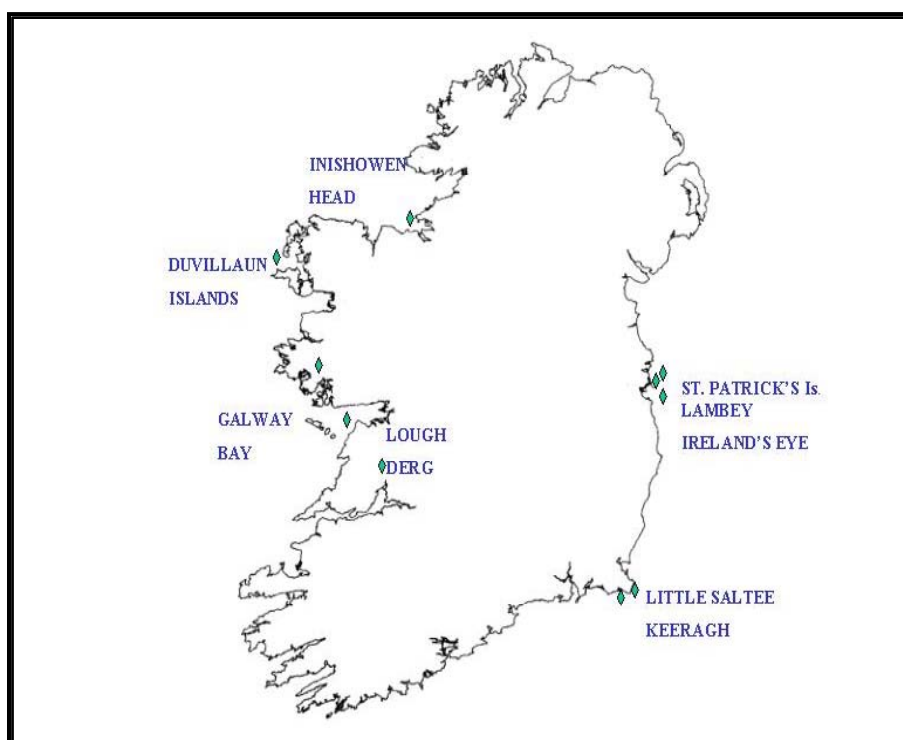 INISHOWEN
HEAD
DUVILLAUN
ISLANDS
GALWAY
BAY
LOUGH
DERG
ST. PATRICK'S Is.
LAMBEY
IRELAND'S EYE
LITTLE SALTEE
KEERAGH